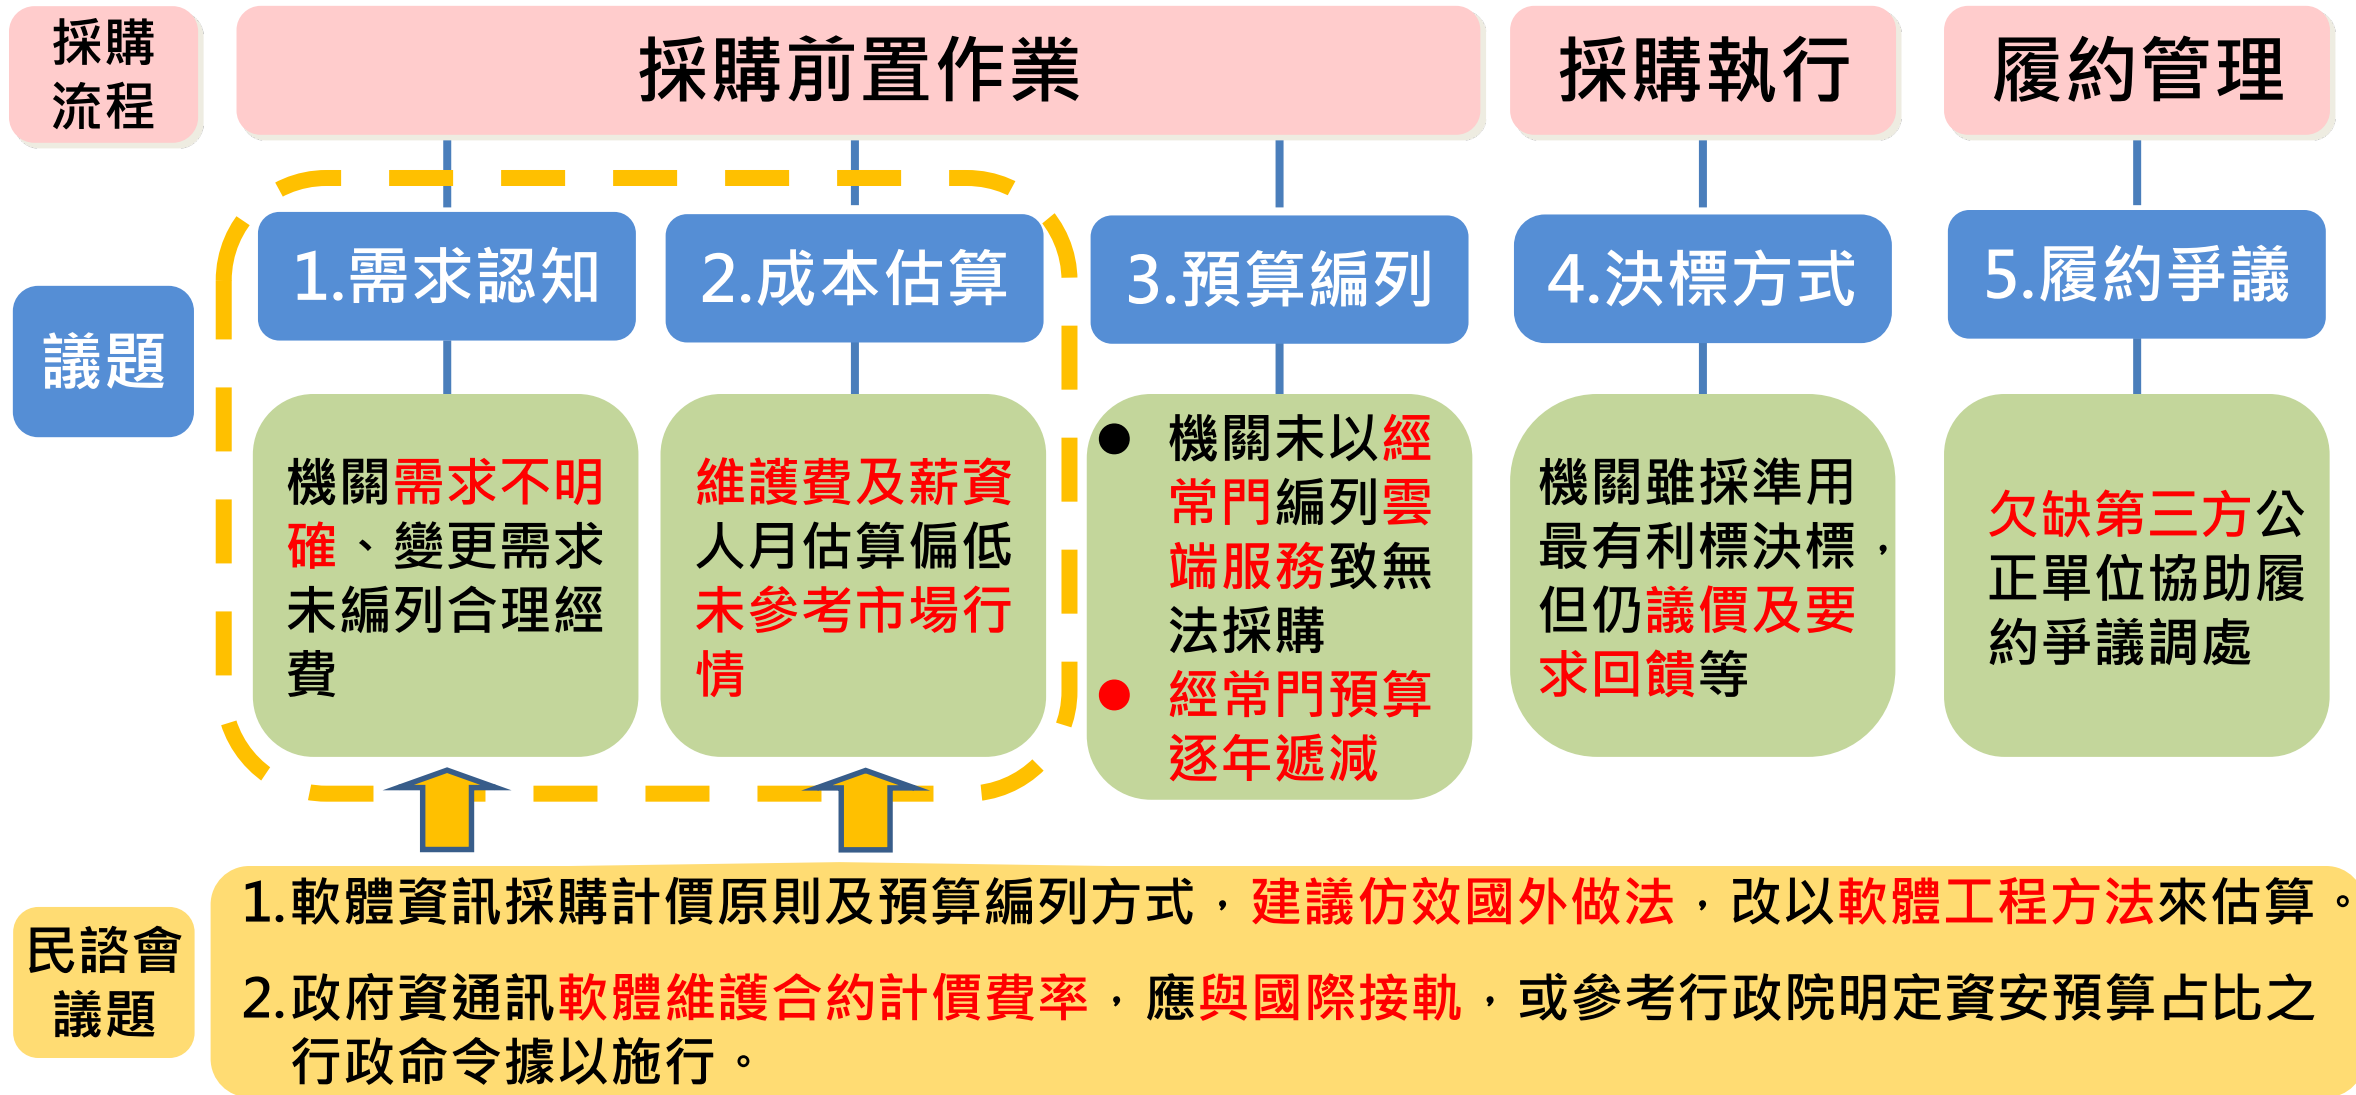 採購
流程
採購前置作業
採購執行
履約管理
議題
1.需求認知
2.成本估算
3.預算編列
4.決標方式
5.履約爭議
機關需求不明
確、變更需求
未編列合理經
費
維護費及薪資
人月估算偏低
未參考市場行
情
● 機關未以經
常門編列雲
端服務致無
法採購
● 經常門預算
逐年遞減
機關雖採準用
最有利標決標，
但仍議價及要
求回饋等
欠缺第三方公
正單位協助履
約爭議調處
民諮會
議題
1.軟體資訊採購計價原則及預算編列方式，建議仿效國外做法，改以軟體工程方法來估算。
2.政府資通訊軟體維護合約計價費率，應與國際接軌，或參考行政院明定資安預算占比之
行政命令據以施行。